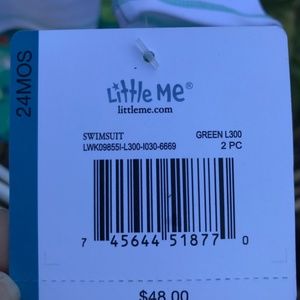 24MOS
Little Me®
littleme.com
SWIMSUIT GREEN L300
LWK09855I-L300-I030-6669 2 PC
7 45644 51877 0
$48.00